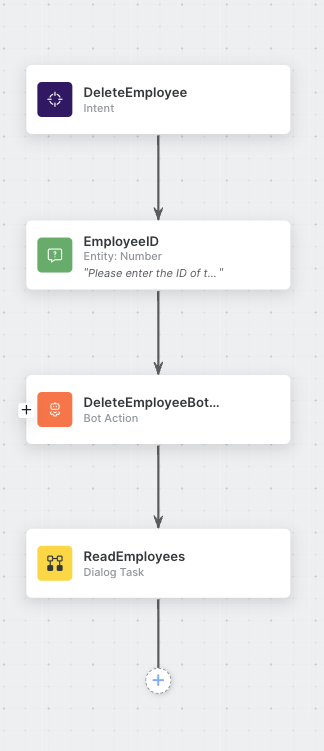 DeleteEmployee
Intent
EmployeeID
Entity: Number
"Please enter the ID of t... "
DeleteEmployeeBot...
Bot Action
ReadEmployees
Dialog Task